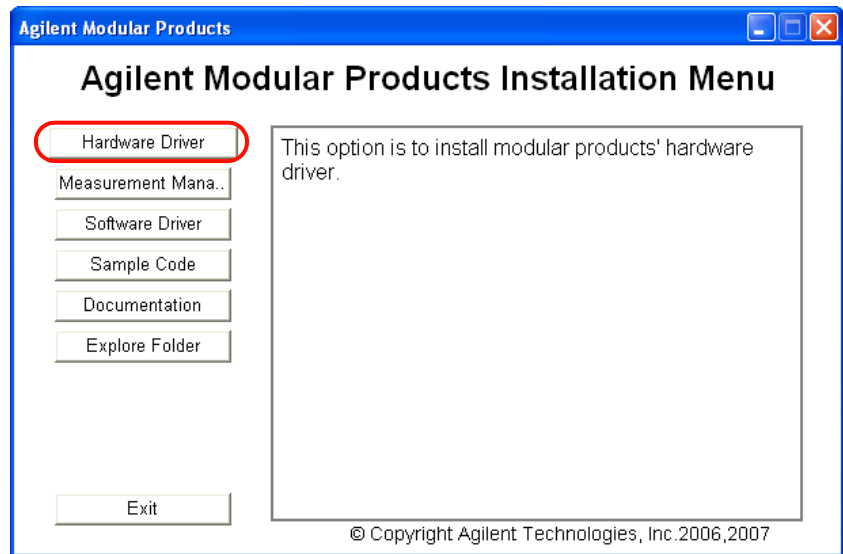 Agilent Modular Products
Agilent Modular Products Installation Menu
Hardware Driver
Measurement Mana..
Software Driver
Sample Code
Documentation
Explore Folder
Exit
This option is to install modular products' hardware
driver.
© Copyright Agilent Technologies, Inc.2006,2007